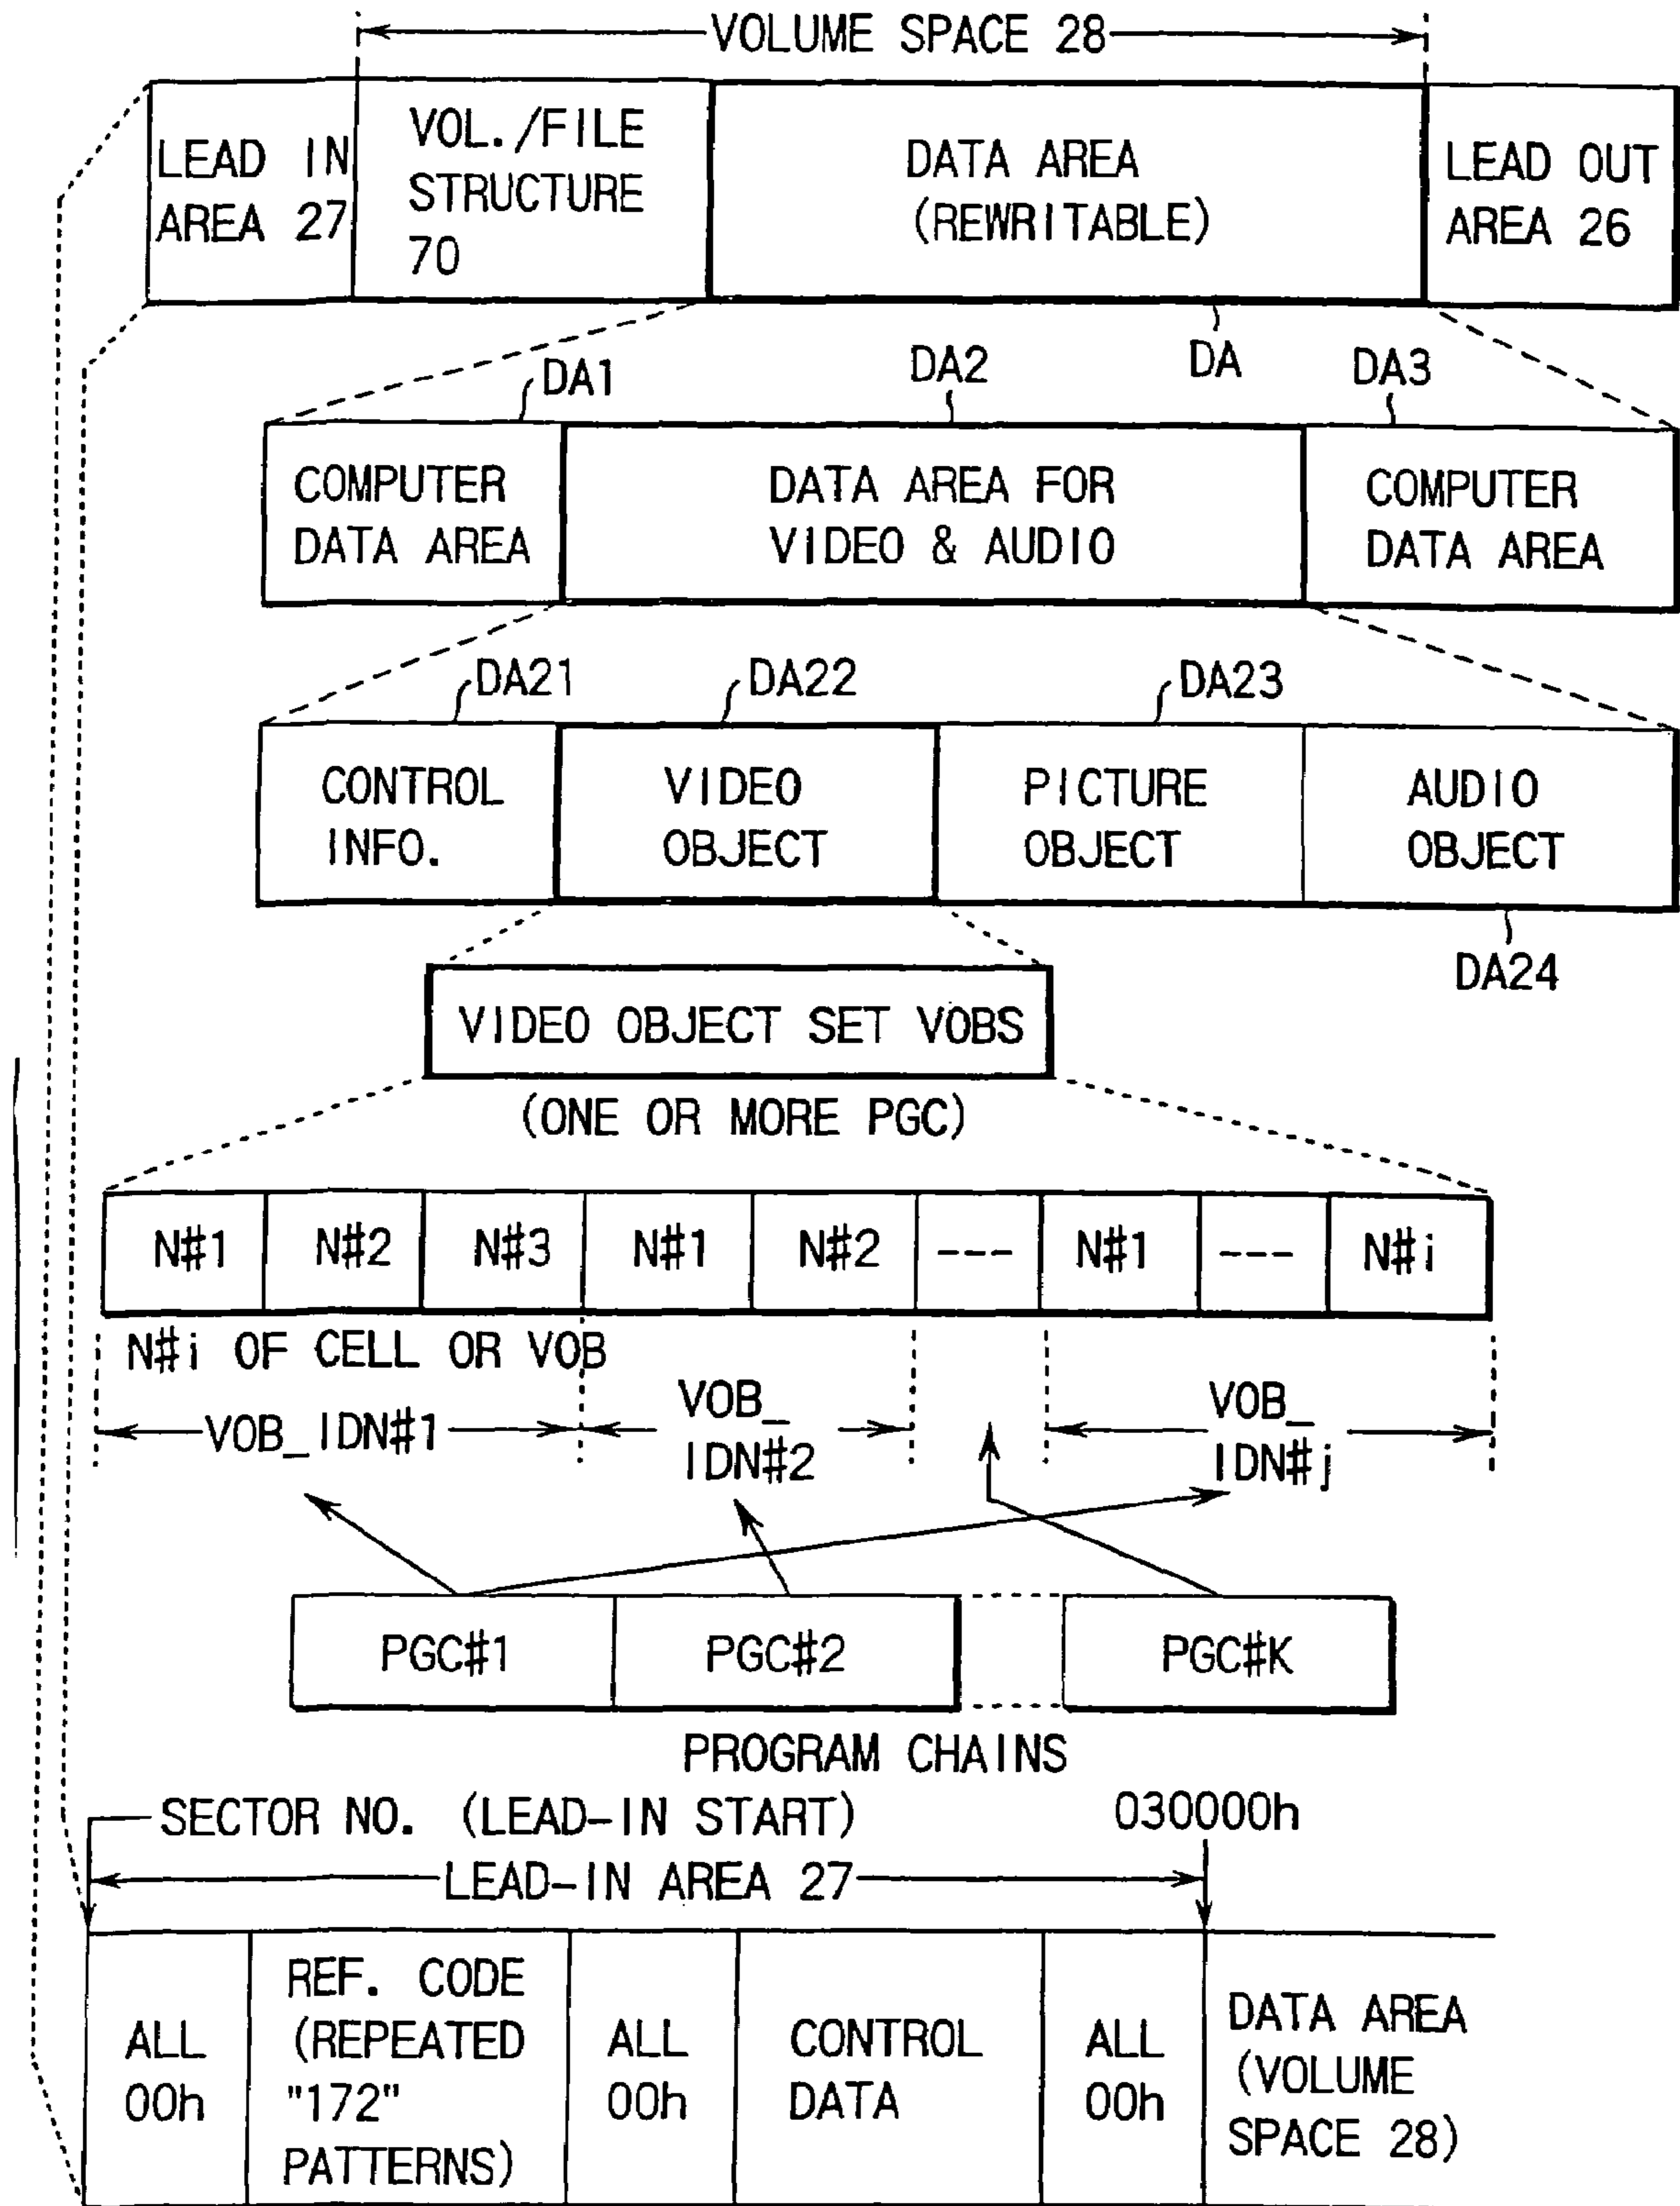 VOLUME SPACE 28
LEAD IN
AREA 27
VOL./FILE
STRUCTURE
70
DATA AREA
(REWRITABLE)
LEAD OUT
AREA 26
DA1
DA2
DA
DA3
COMPUTER
DATA AREA
DATA AREA FOR
VIDEO & AUDIO
COMPUTER
DATA AREA
DA21
DA22
DA23
CONTROL
INFO.
VIDEO
OBJECT
PICTURE
OBJECT
AUDIO
OBJECT
DA24
VIDEO OBJECT SET VOBS
(ONE OR MORE PGC)
N#1 N#2 N#3 N#1 N#2 --- N#1 --- N#i
N#i OF CELL OR VOB
VOB_IDN#1
VOB_
IDN#2
VOB_
IDN#j
PGC#1 PGC#2 PGC#K
PROGRAM CHAINS
SECTOR NO. (LEAD-IN START)
030000h
LEAD-IN AREA 27
ALL
00h
REF. CODE
(REPEATED
"172"
PATTERNS)
ALL
00h
CONTROL
DATA
ALL
00h
DATA AREA
(VOLUME
SPACE 28)